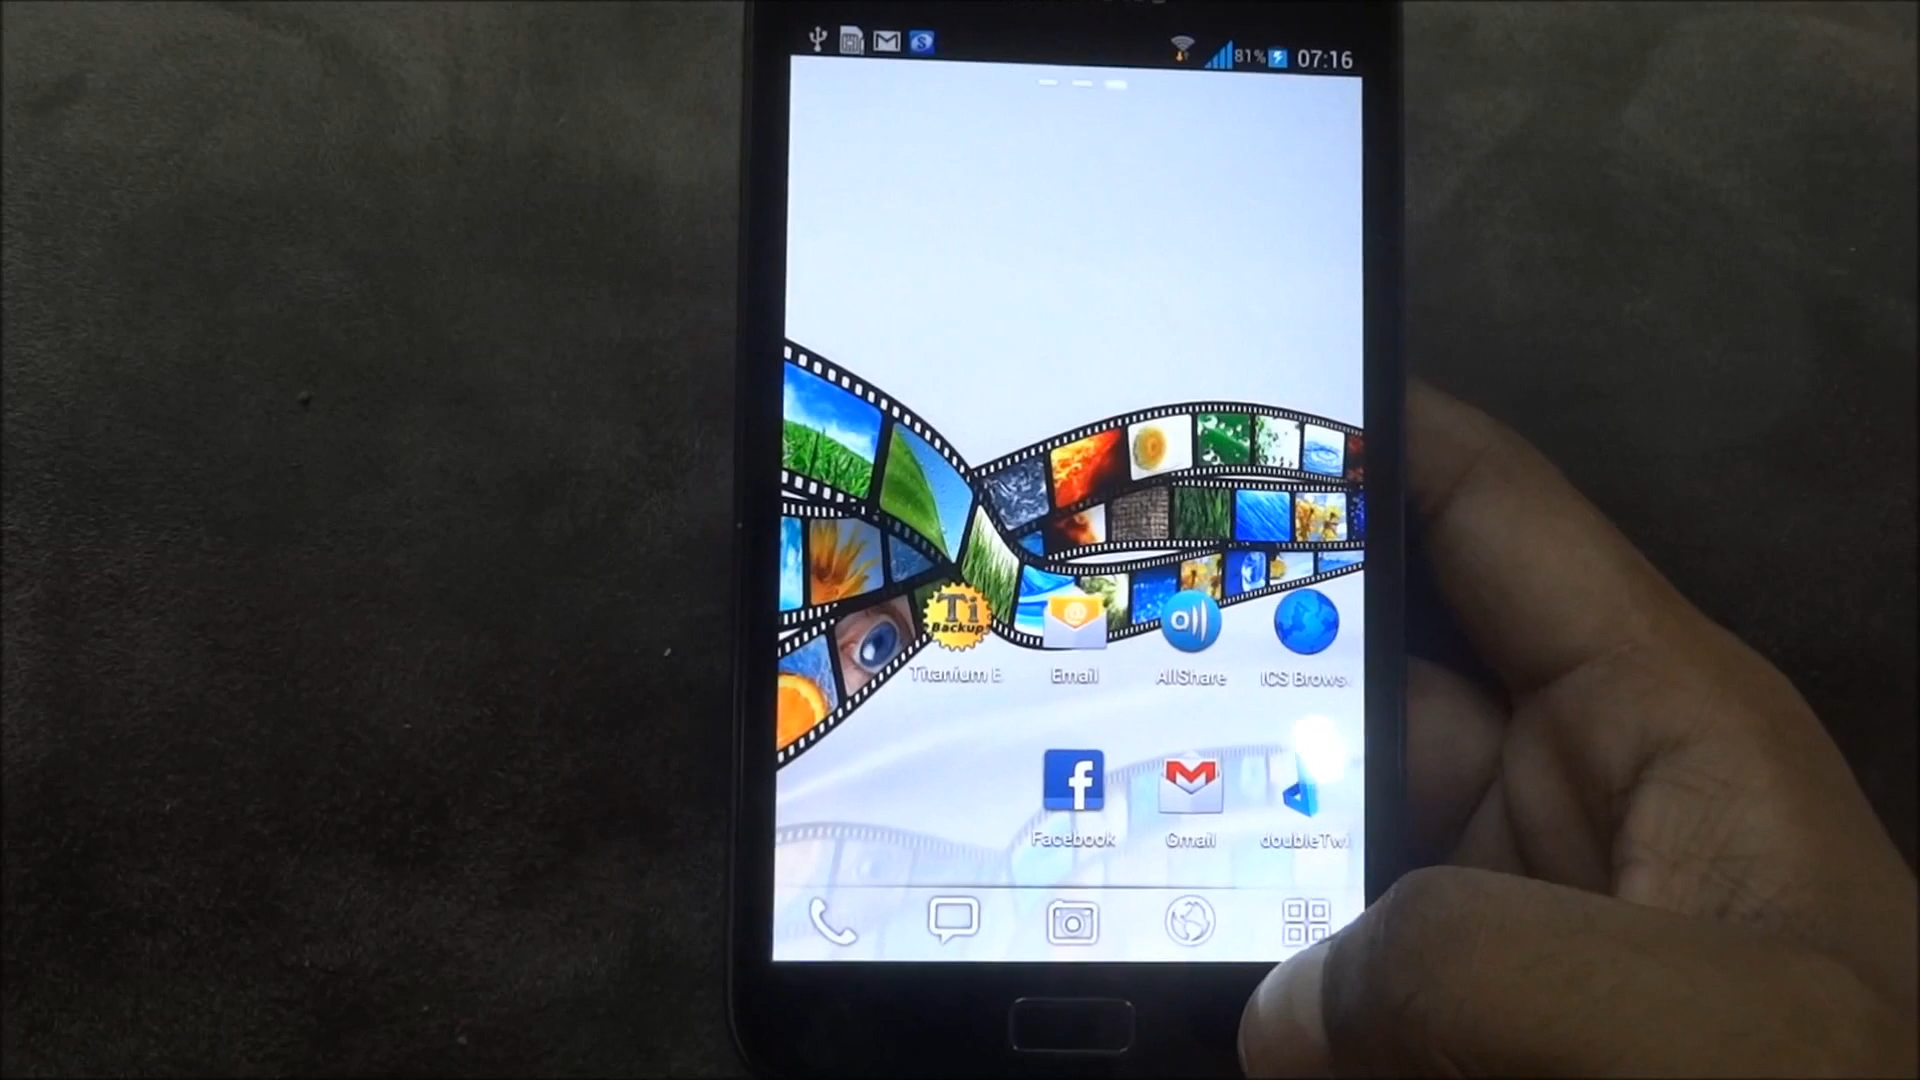 81% 07:16
Ti
Backup
Titanium B
Email
AllShare
ICS Brows
Facebook
Gmail
doubleTwi